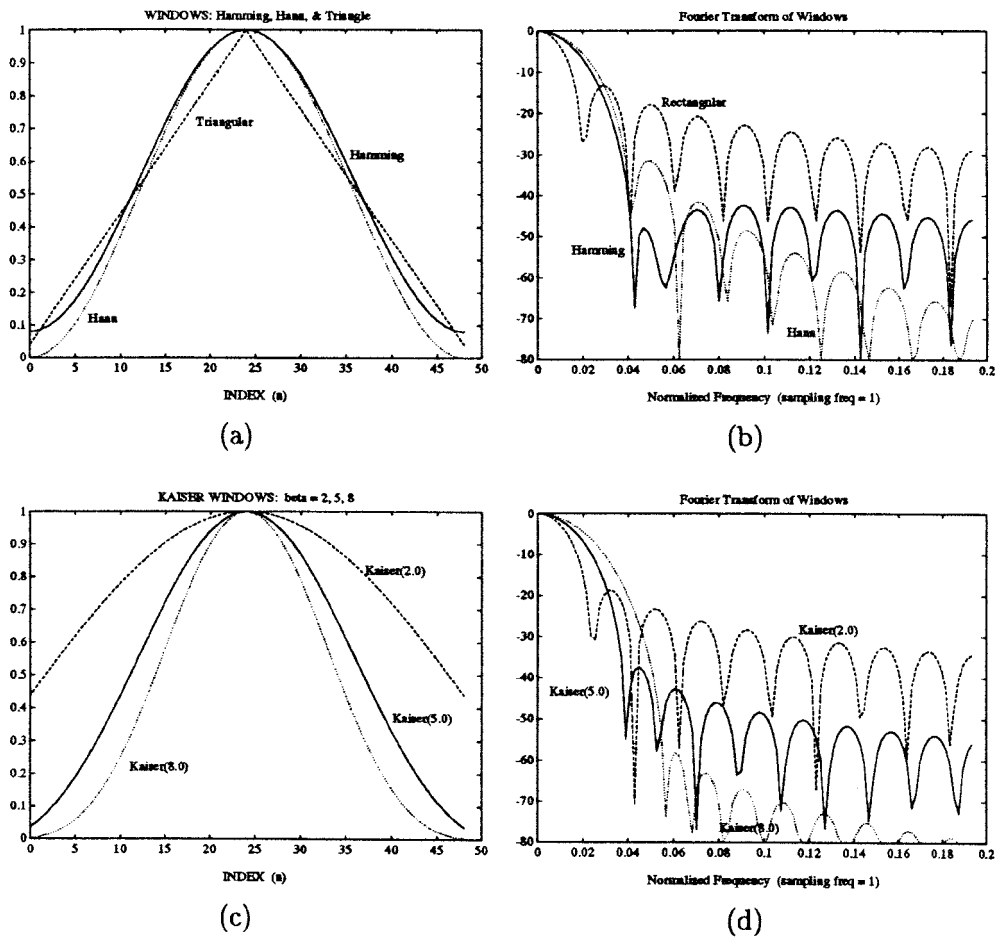 WINDOWS: Hamming, Hann, & Triangle
1
0.9
0.8
0.7
0.6
0.5
0.4
0.3
0.2
0.1
0
Triangular
Hamming
Hann
0 5 10 15 20 25 30 35 40 45 50
INDEX (n)
(a)
Fourier Transform of Windows
0
-10
-20
-30
-40
-50
-60
-70
-80
Rectangular
Hamming
Hann
0 0.02 0.04 0.06 0.08 0.1 0.12 0.14 0.16 0.18 0.2
Normalized Frequency (sampling freq = 1)
(b)
KAISER WINDOWS: beta = 2, 5, 8
1
0.9
0.8
0.7
0.6
0.5
0.4
0.3
0.2
0.1
0
Kaiser(2.0)
Kaiser(5.0)
Kaiser(8.0)
0 5 10 15 20 25 30 35 40 45 50
INDEX (n)
(c)
Fourier Transform of Windows
0
-10
-20
-30
-40
-50
-60
-70
-80
Kaiser(2.0)
Kaiser(5.0)
Kaiser(8.0)
0 0.02 0.04 0.06 0.08 0.1 0.12 0.14 0.16 0.18 0.2
Normalized Frequency (sampling freq = 1)
(d)